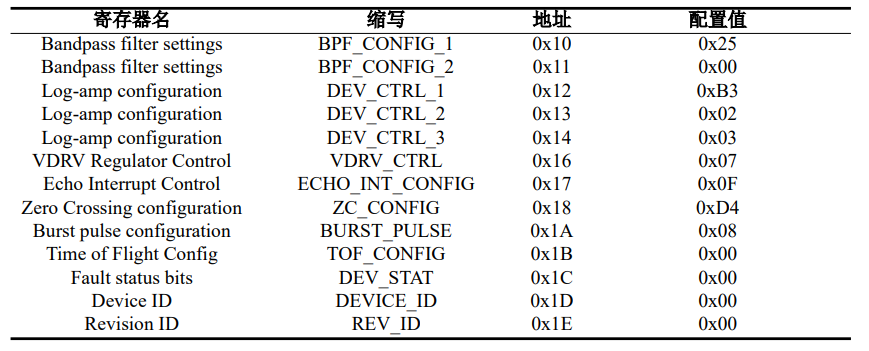 寄存器名 缩写 地址 配置值
Bandpass filter settings BPF_CONFIG_1 0x10 0x25
Bandpass filter settings BPF_CONFIG_2 0x11 0x00
Log-amp configuration DEV_CTRL_1 0x12 0xB3
Log-amp configuration DEV_CTRL_2 0x13 0x02
Log-amp configuration DEV_CTRL_3 0x14 0x03
VDRV Regulator Control VDRV_CTRL 0x16 0x07
Echo Interrupt Control ECHO_INT_CONFIG 0x17 0x0F
Zero Crossing configuration ZC_CONFIG 0x18 0xD4
Burst pulse configuration BURST_PULSE 0x1A 0x08
Time of Flight Config TOF_CONFIG 0x1B 0x00
Fault status bits DEV_STAT 0x1C 0x00
Device ID DEVICE_ID 0x1D 0x00
Revision ID REV_ID 0x1E 0x00